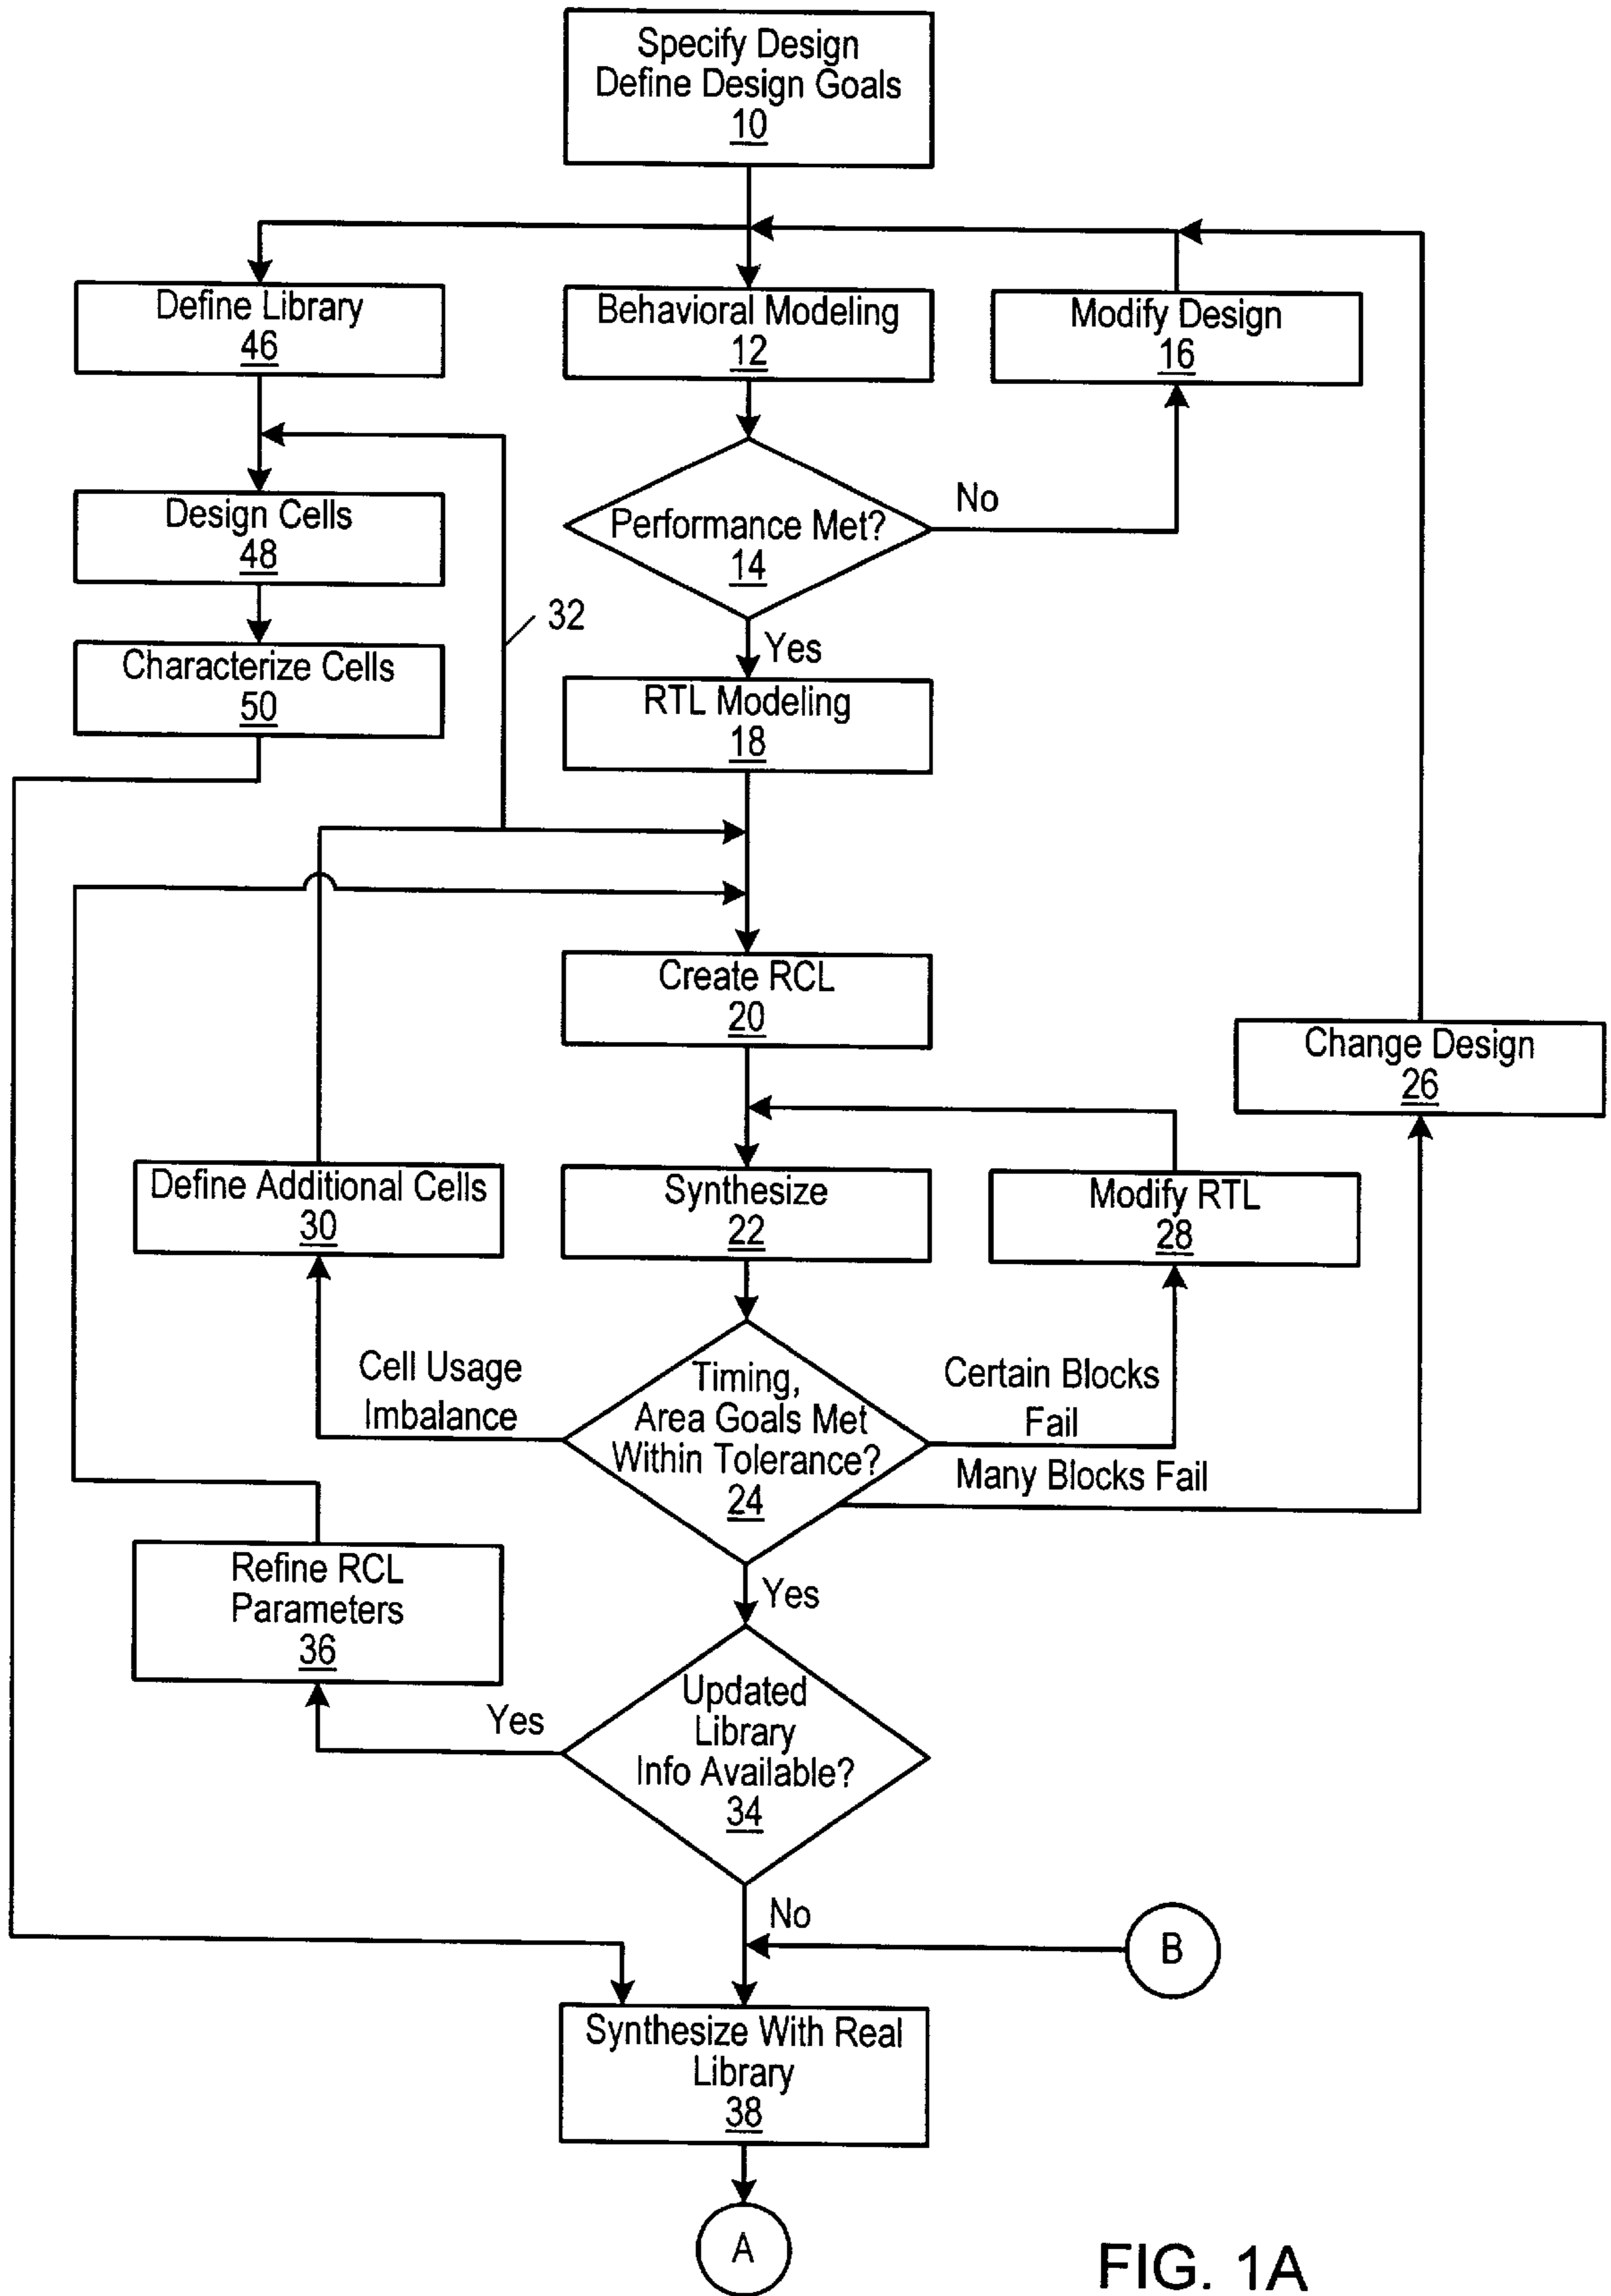 Specify Design
Define Design Goals
10
Define Library
46
Behavioral Modeling
12
Modify Design
16
Design Cells
48
Performance Met?
14
No
32
Yes
Characterize Cells
50
RTL Modeling
18
Create RCL
20
Change Design
26
Define Additional Cells
30
Synthesize
22
Modify RTL
28
Cell Usage
Imbalance
Timing,
Area Goals Met
Within Tolerance?
24
Certain Blocks
Fail
Many Blocks Fail
Refine RCL
Parameters
36
Yes
Yes
Updated
Library
Info Available?
34
No
B
Synthesize With Real
Library
38
A
FIG. 1A